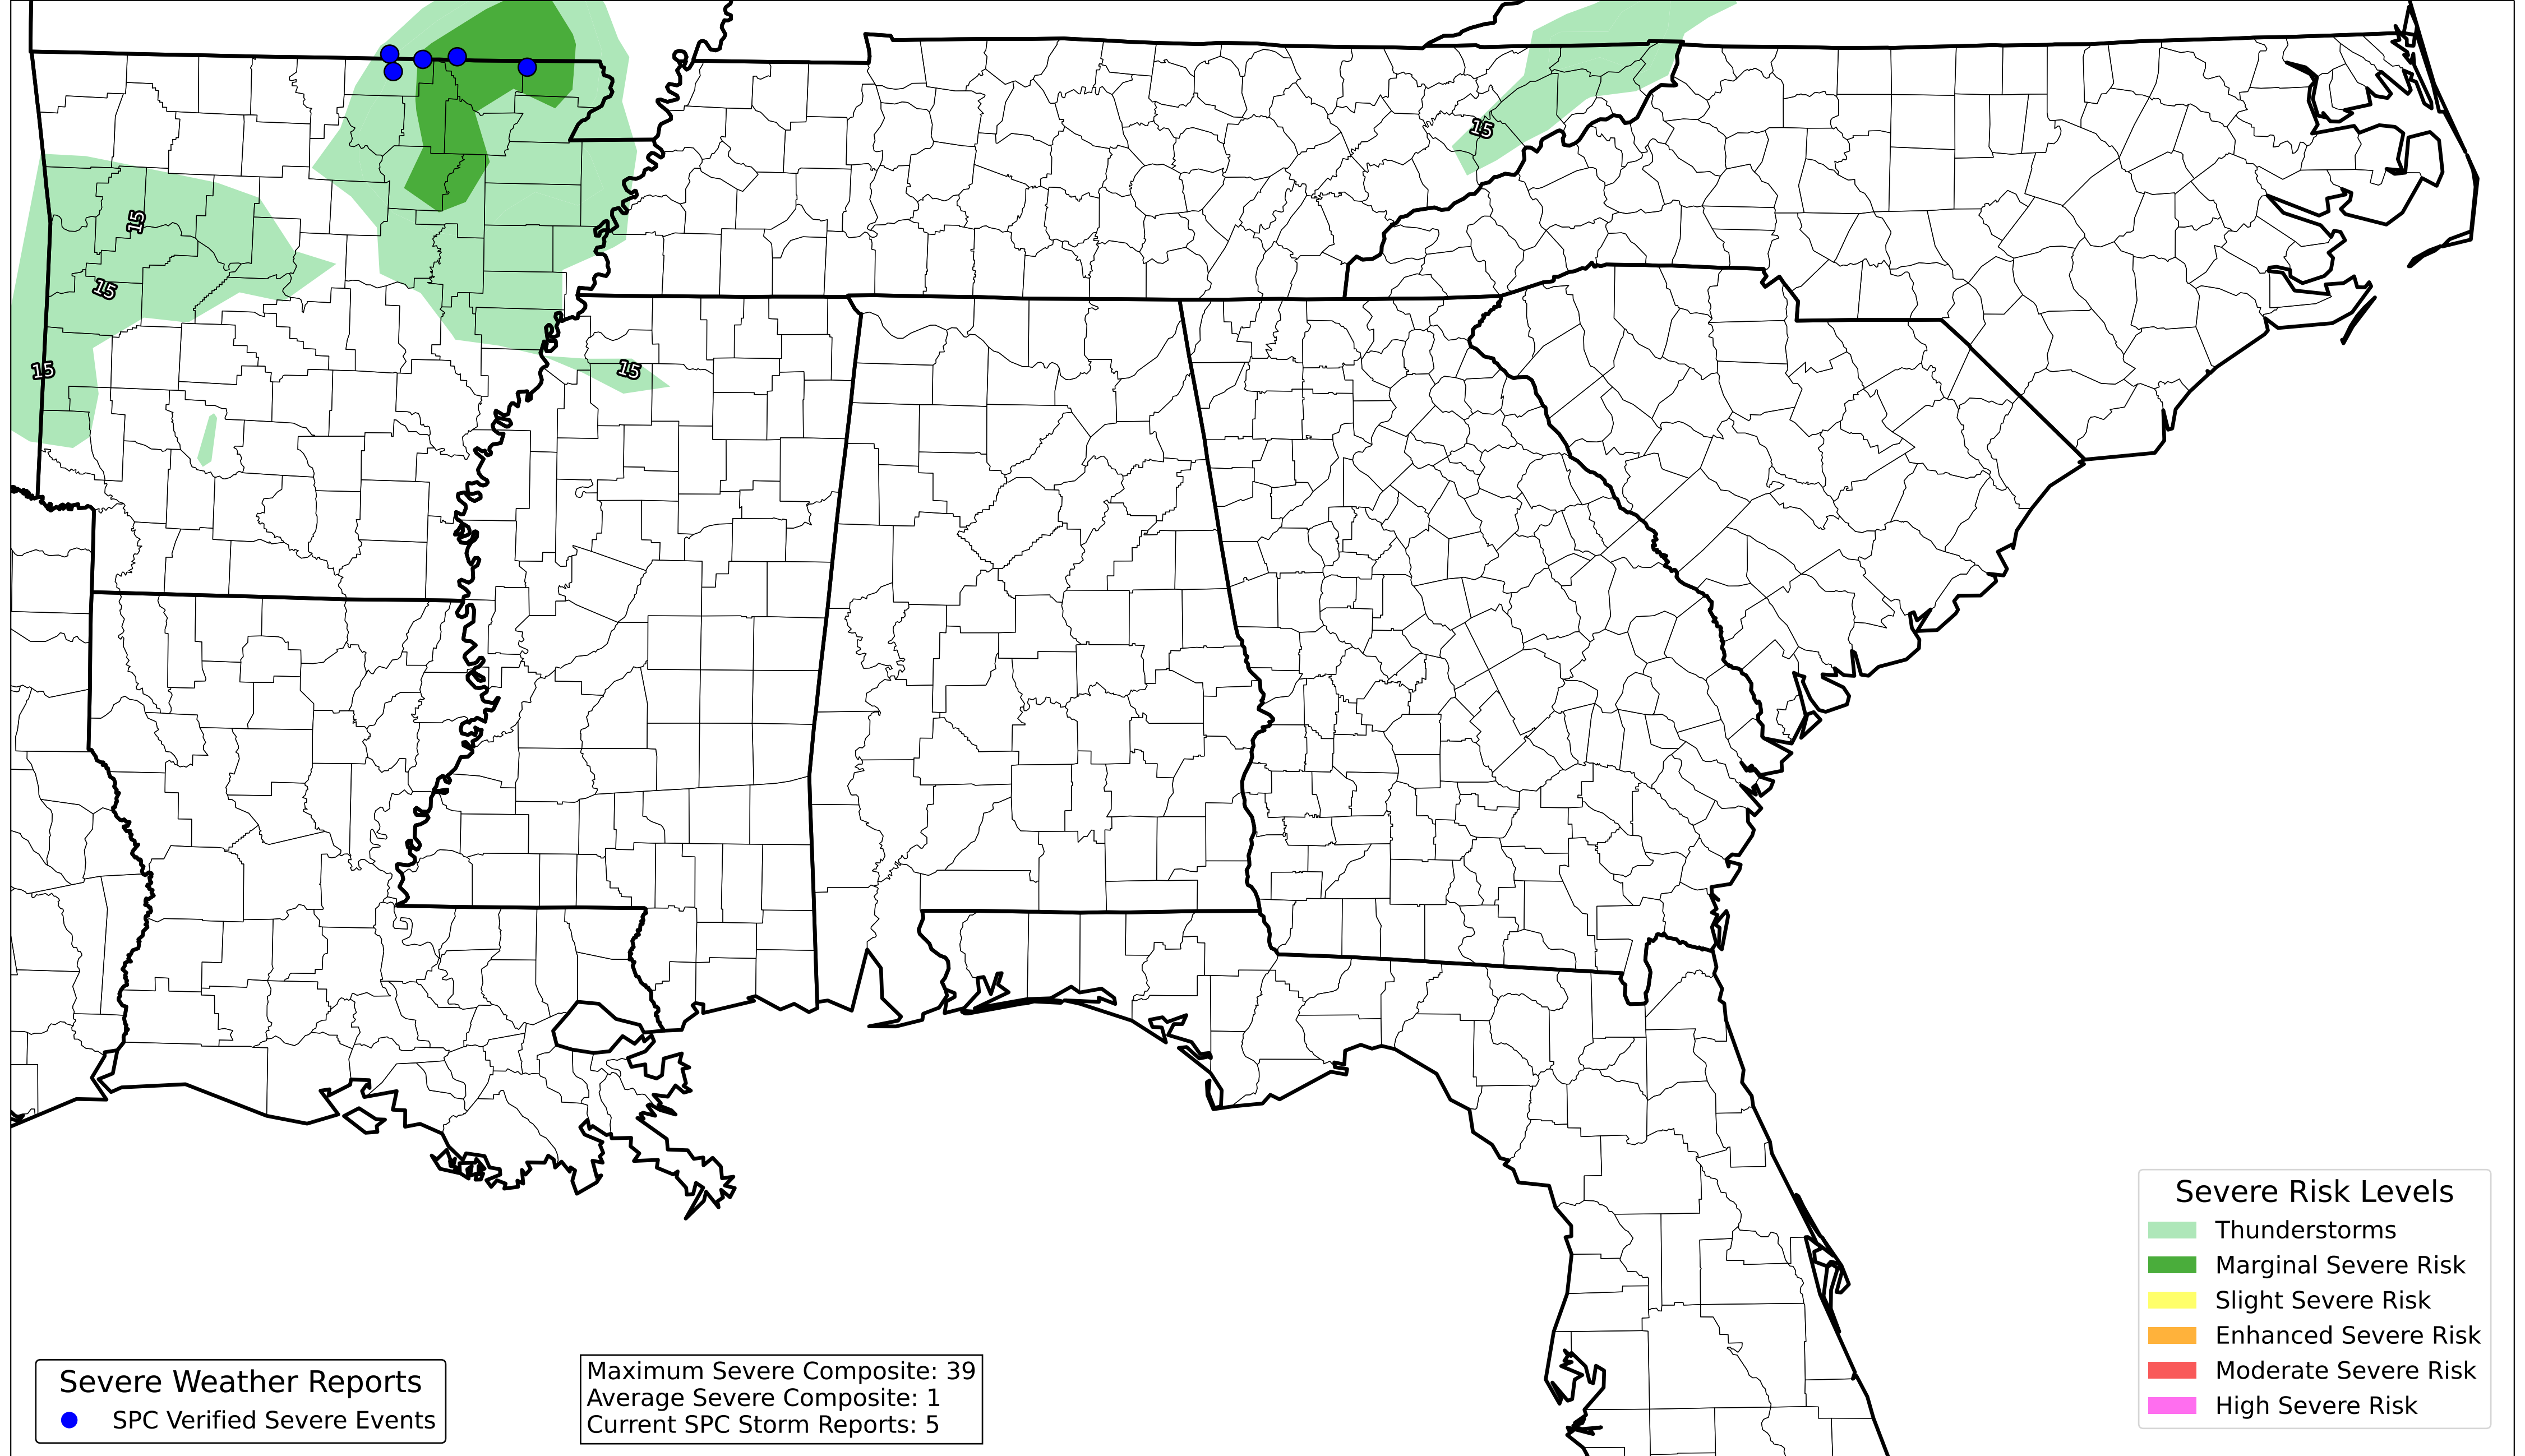 15
15
15
15
15
Severe Weather Reports
SPC Verified Severe Events
Maximum Severe Composite: 39
Average Severe Composite: 1
Current SPC Storm Reports: 5
Severe Risk Levels
Thunderstorms
Marginal Severe Risk
Slight Severe Risk
Enhanced Severe Risk
Moderate Severe Risk
High Severe Risk